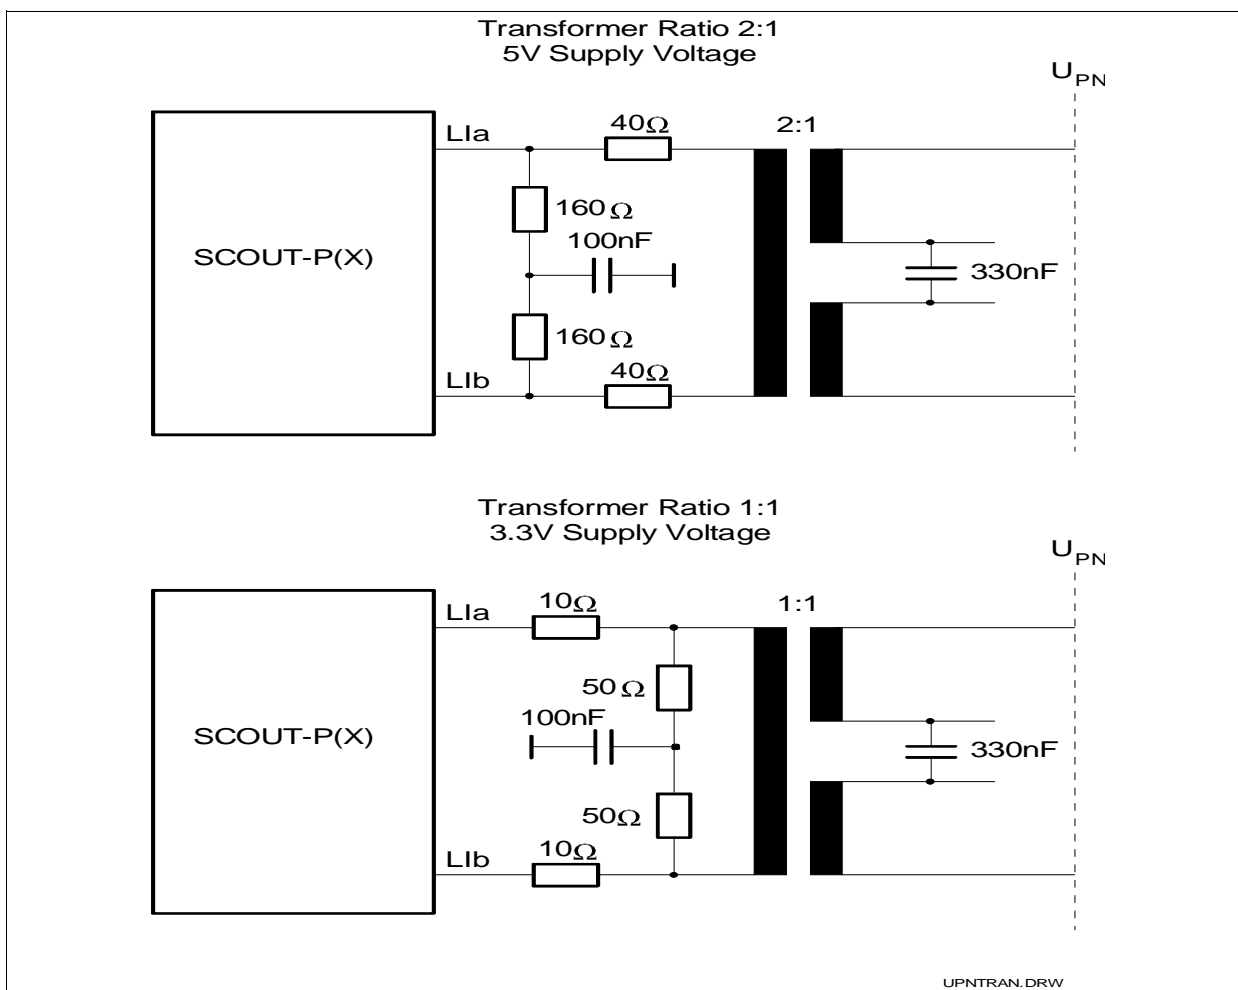 Transformer Ratio 2:1
5V Supply Voltage
UPN
40Ω
2:1
LIa
160Ω
100nF
SCOUT-P(X)
330nF
160Ω
LIb
40Ω
Transformer Ratio 1:1
3.3V Supply Voltage
UPN
10Ω
1:1
LIa
50Ω
100nF
SCOUT-P(X)
330nF
50Ω
10Ω
LIb
UPNTRAN.DRW